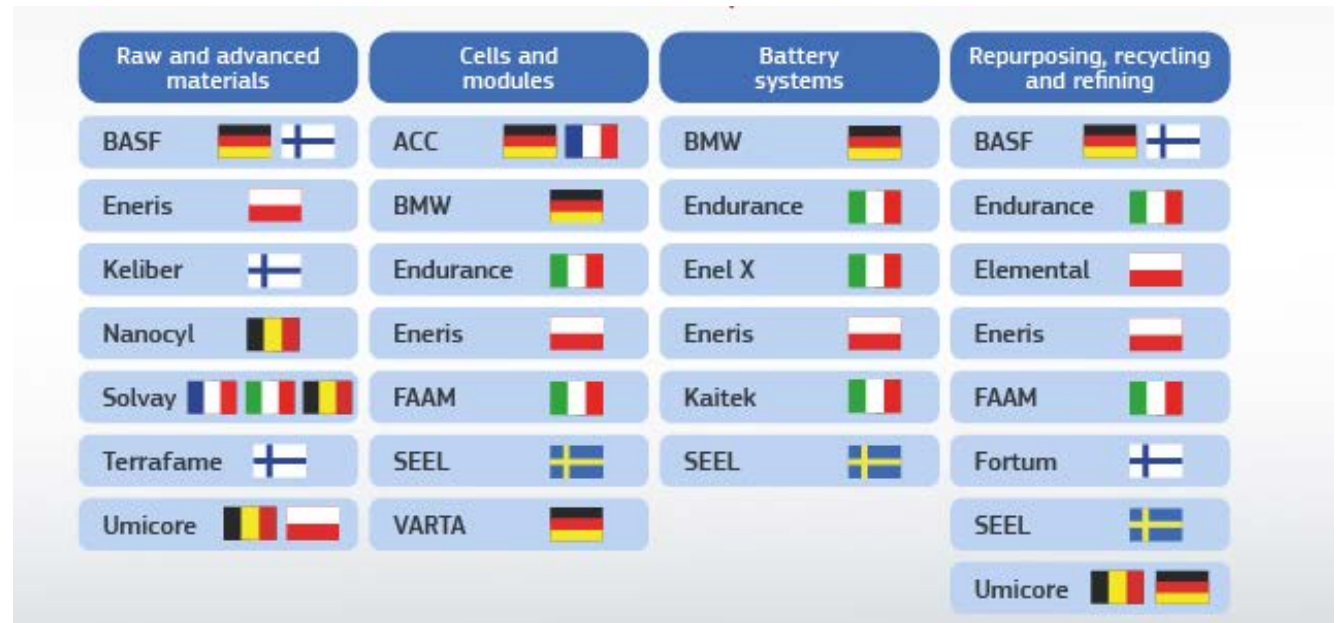 Raw and advanced
materials
BASF
Eneris
Keliber
Nanocyl
Solvay
Terrafame
Umicore
Cells and
modules
ACC
BMW
Endurance
Eneris
FAAM
SEEL
VARTA
Battery
systems
BMW
Endurance
Enel X
Eneris
Kaitek
SEEL
Repurposing, recycling
and refining
BASF
Endurance
Elemental
Eneris
FAAM
Fortum
SEEL
Umicore